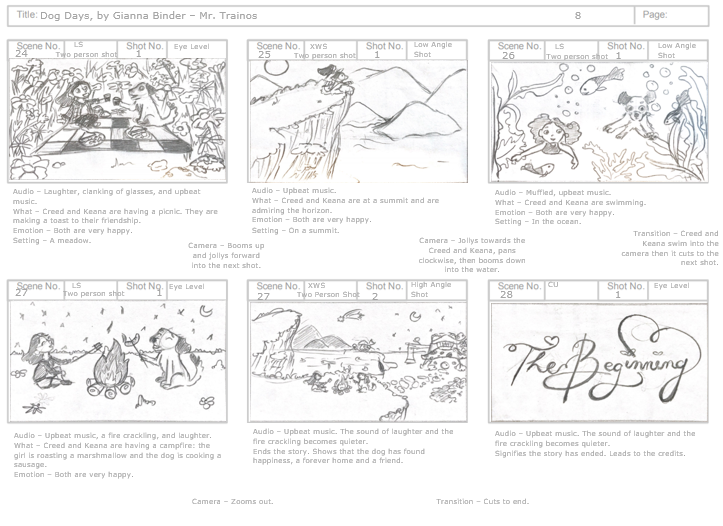 Title: Dog Days, by Gianna Binder – Mr. Trainos 8 Page:
Scene No. LS Shot No. Eye Level
24 Two person shot 1
Scene No. XWS Shot No. Low Angle
25 Two person shot 1 Shot
Scene No. LS Shot No. Low Angle
26 Two person shot 1 Shot
Audio – Laughter, clanking of glasses, and upbeat
music.
What – Creed and Keana are having a picnic. They are
making a toast to their friendship.
Emotion – Both are very happy.
Setting – A meadow.
Camera – Booms up
and jollys forward
into the next shot.
Audio – Upbeat music.
What – Creed and Keana are at a summit and are
admiring the horizon.
Emotion – Both are very happy.
Setting – On a summit.
Camera – Jollys towards the
Creed and Keana, pans
clockwise, then booms down
into the water.
Audio – Muffled, upbeat music.
What – Creed and Keana are swimming.
Emotion – Both are very happy.
Setting – In the ocean.
Transition – Creed and
Keana swim into the
camera then it cuts to the
next shot.
Scene No. LS Shot No. Eye Level
27 Two person shot 1
Scene No. XWS Shot No. High Angle
27 Two Person Shot 2 Shot
Scene No. CU Shot No. Eye Level
28 1
The Beginning
Audio – Upbeat music, a fire crackling, and laughter.
What – Creed and Keana are having a campfire: the
girl is roasting a marshmallow and the dog is cooking a
sausage.
Emotion – Both are very happy.
Camera – Zooms out.
Audio – Upbeat music. The sound of laughter and the
fire crackling becomes quieter.
Ends the story. Shows that the dog has found
happiness, a forever home and a friend.
Transition – Cuts to end.
Audio – Upbeat music. The sound of laughter and the
fire crackling becomes quieter.
Signifies the story has ended. Leads to the credits.